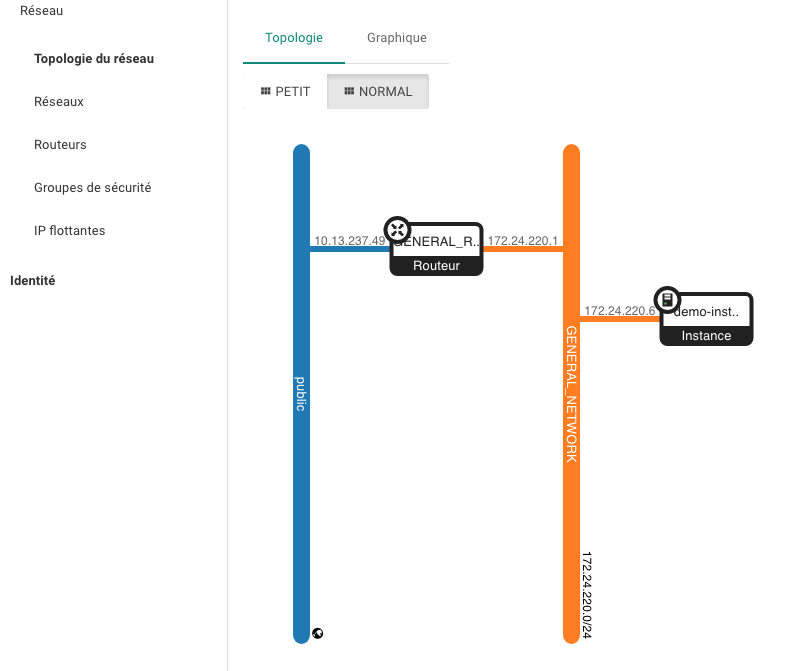 Réseau
Topologie du réseau
Réseaux
Routeurs
Groupes de sécurité
IP flottantes
Identité
Topologie
Graphique
PETIT
NORMAL
10.13.237.49
GENERAL_R..
Routeur
172.24.220.1
172.24.220.6
demo-inst..
Instance
public
GENERAL_NETWORK
172.24.220.0/24